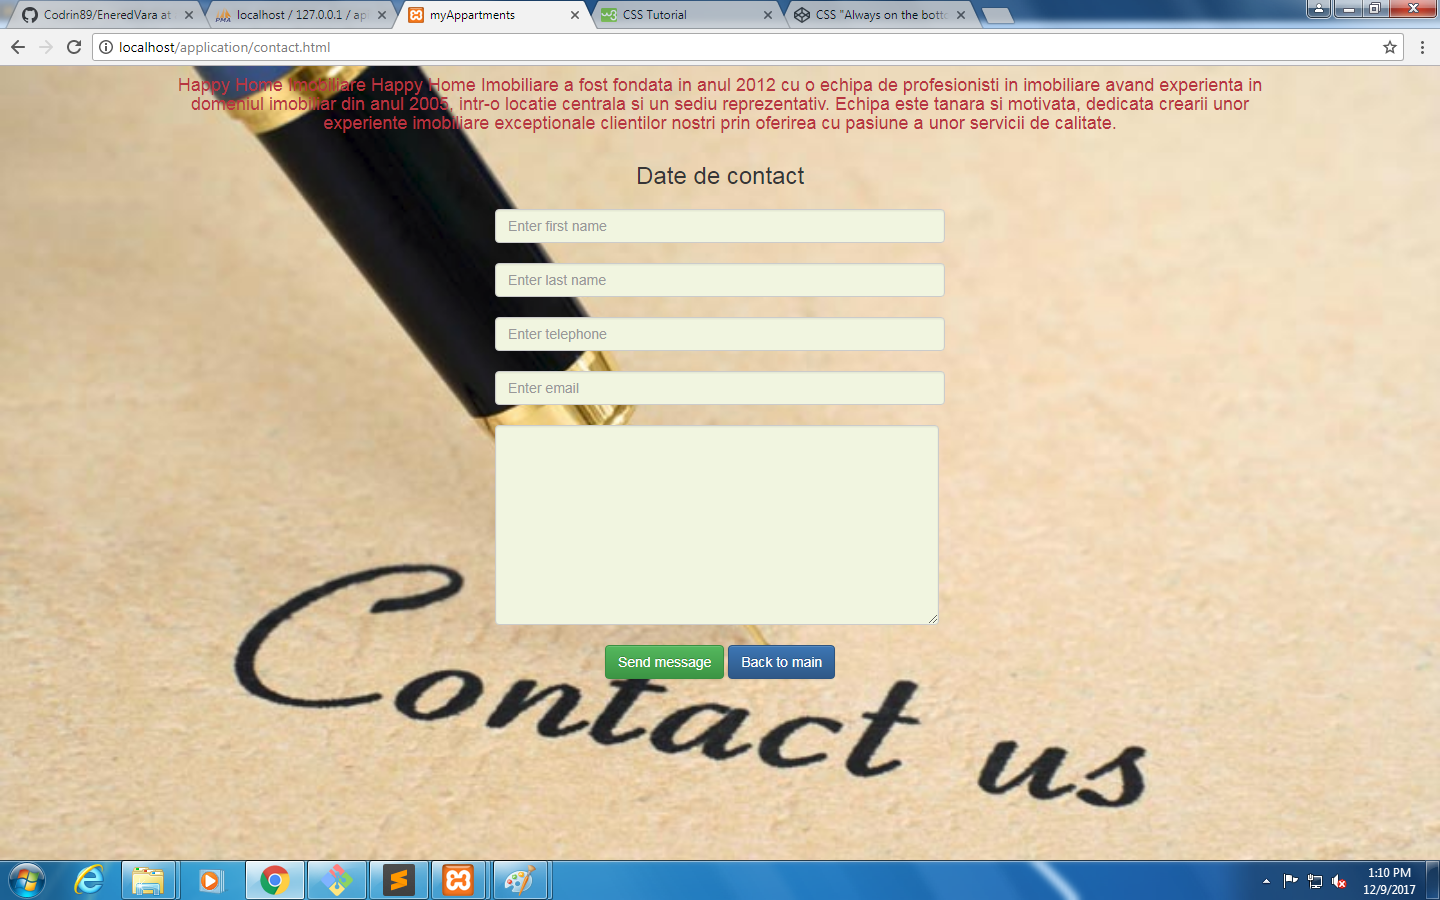 Codrin89/EneredVara at
localhost / 127.0.0.1 / ap
myAppartments
CSS Tutorial
CSS "Always on the bott
localhost/application/contact.html
Happy Home Imobiliare Happy Home Imobiliare a fost fondata in anul 2012 cu o echipa de profesionisti in imobiliare avand experienta in
domeniul imobiliar din anul 2005, intr-o locatie centrala si un sediu reprezentativ. Echipa este tanara si motivata, dedicata crearii unor
experiente imobiliare exceptionale clientilor nostri prin oferirea cu pasiune a unor servicii de calitate.
Date de contact
Enter first name
Enter last name
Enter telephone
Enter email
Send message
Back to main
Contact us
1:10 PM
12/9/2017